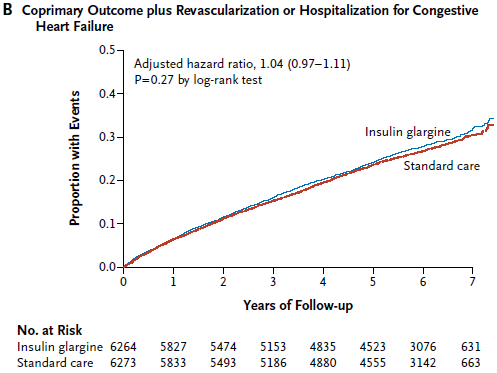 B Coprimary Outcome plus Revascularization or Hospitalization for Congestive
Heart Failure
Adjusted hazard ratio, 1.04 (0.97–1.11)
P=0.27 by log-rank test
Proportion with Events
0.5
0.4
0.3
0.2
0.1
0.0
Insulin glargine
Standard care
0 1 2 3 4 5 6 7
Years of Follow-up
No. at Risk
Insulin glargine 6264 5827 5474 5153 4835 4523 3076 631
Standard care 6273 5833 5493 5186 4880 4555 3142 663